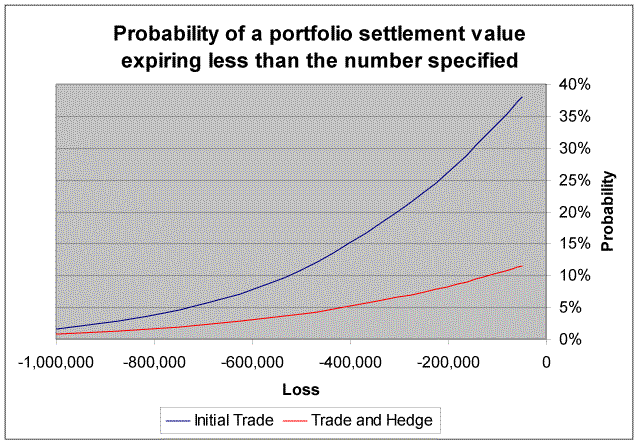 Probability of a portfolio settlement value
expiring less than the number specified
40%
35%
30%
25%
20%
15%
10%
5%
0%
Probability
-1,000,000 -800,000 -600,000 -400,000 -200,000 0
Loss
Initial Trade Trade and Hedge